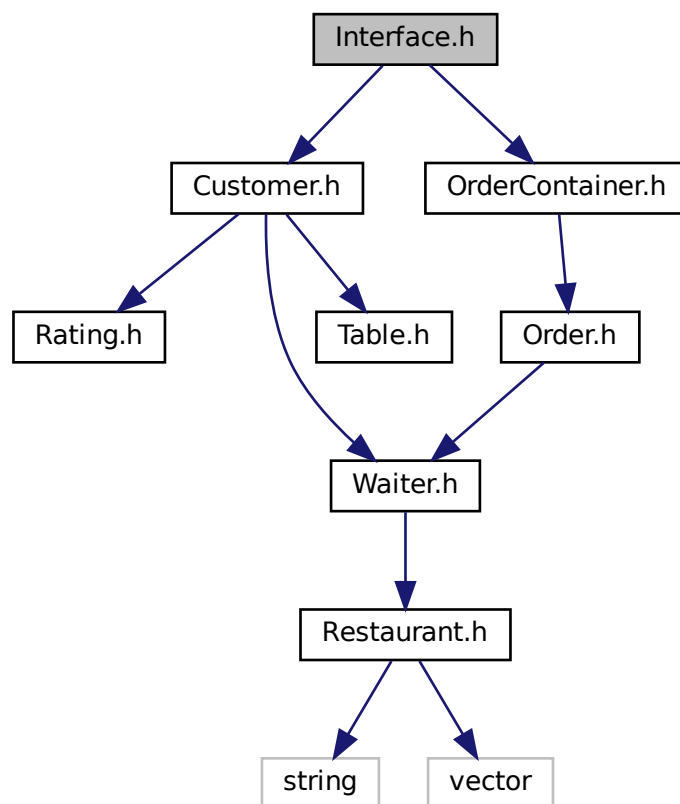 Interface.h
Customer.h
OrderContainer.h
Rating.h
Table.h
Order.h
Waiter.h
Restaurant.h
string
vector